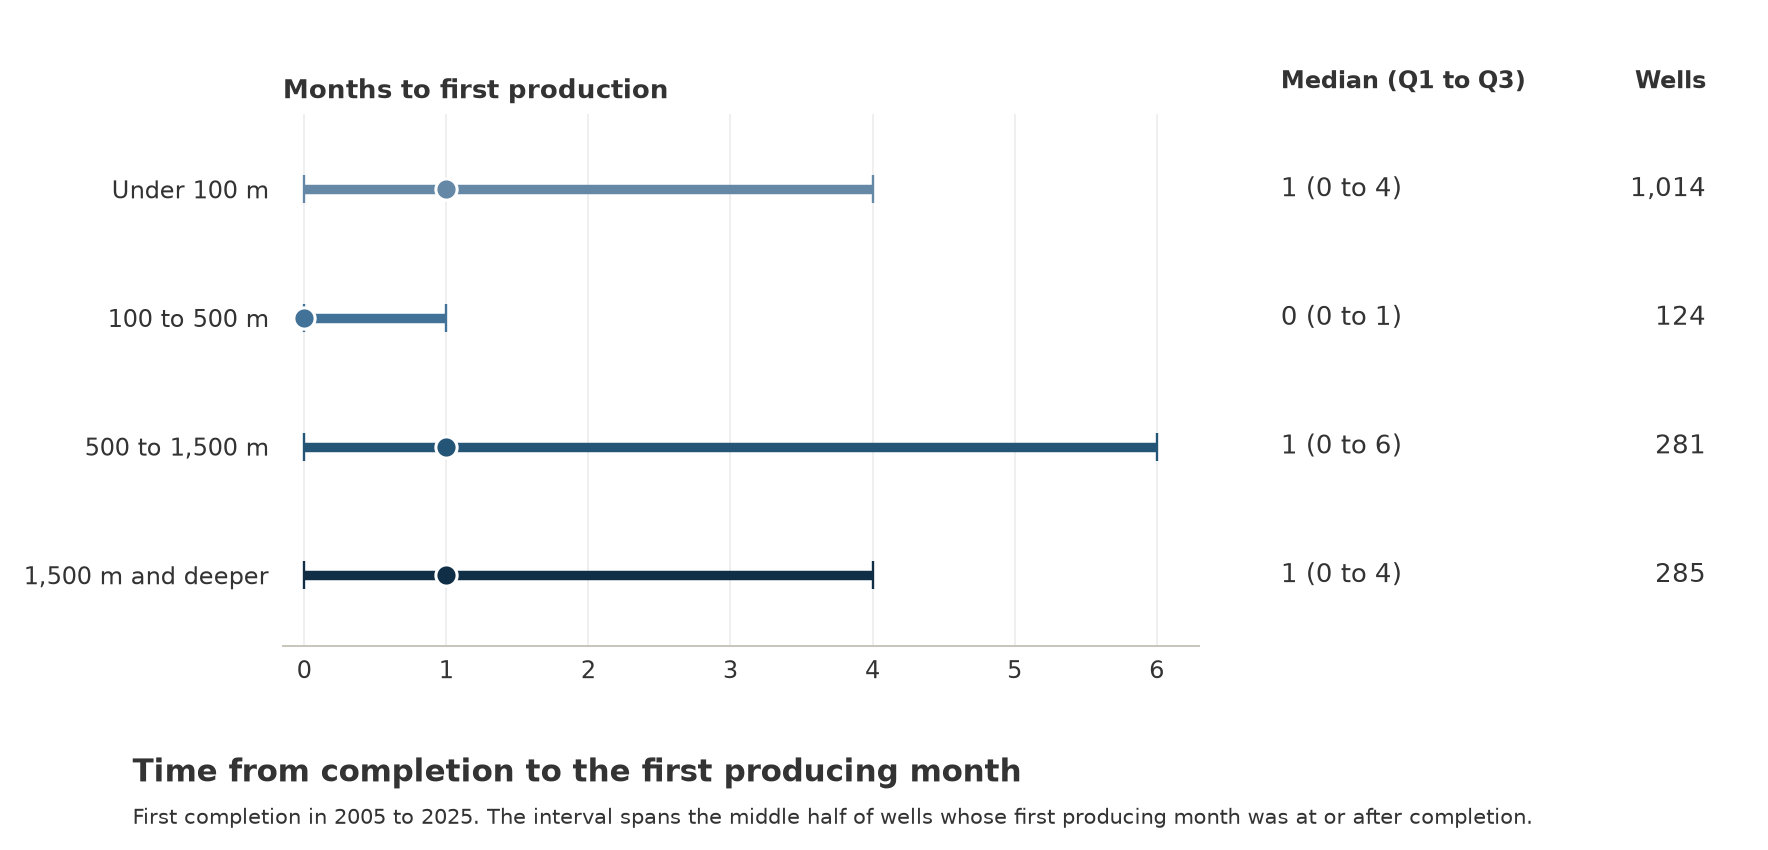 Months to first production
Median (Q1 to Q3) Wells
Under 100 m 1 (0 to 4) 1,014
100 to 500 m 0 (0 to 1) 124
500 to 1,500 m 1 (0 to 6) 281
1,500 m and deeper 1 (0 to 4) 285
0 1 2 3 4 5 6
Time from completion to the first producing month
First completion in 2005 to 2025. The interval spans the middle half of wells whose first producing month was at or after completion.